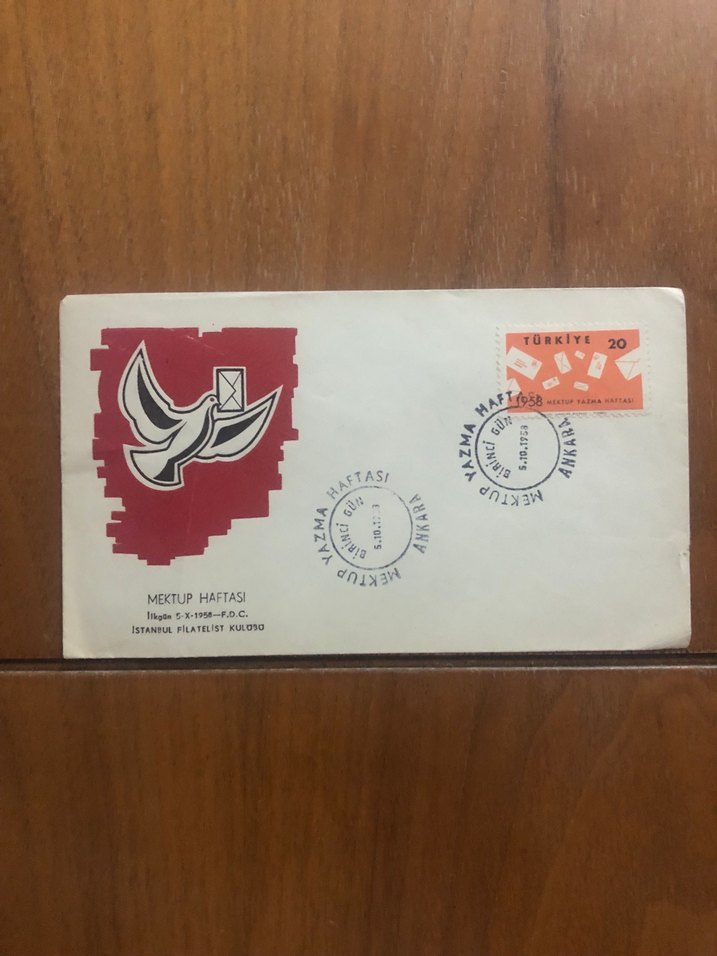 TÜRKİYE 20
1958 MEKTUP YAZMA HAFTASI
MEKTUP YAZMA HAFTASI ANKARA
BİRİNCİ GÜN
5.10.1958
MEKTUP YAZMA HAFTASI ANKARA
BİRİNCİ GÜN
MEKTUP HAFTASI
İlkgün 5-X-1958—F.D.C.
İSTANBUL FİLATELİST KULÜBÜ